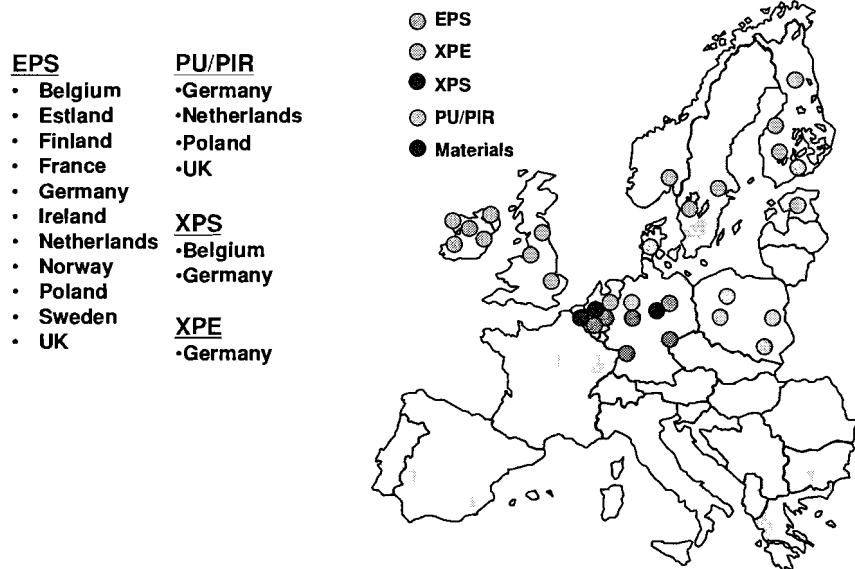 EPS
• Belgium
• Estland
• Finland
• France
• Germany
• Ireland
• Netherlands
• Norway
• Poland
• Sweden
• UK
PU/PIR
•Germany
•Netherlands
•Poland
•UK
XPS
•Belgium
•Germany
XPE
•Germany
EPS
XPE
XPS
PU/PIR
Materials